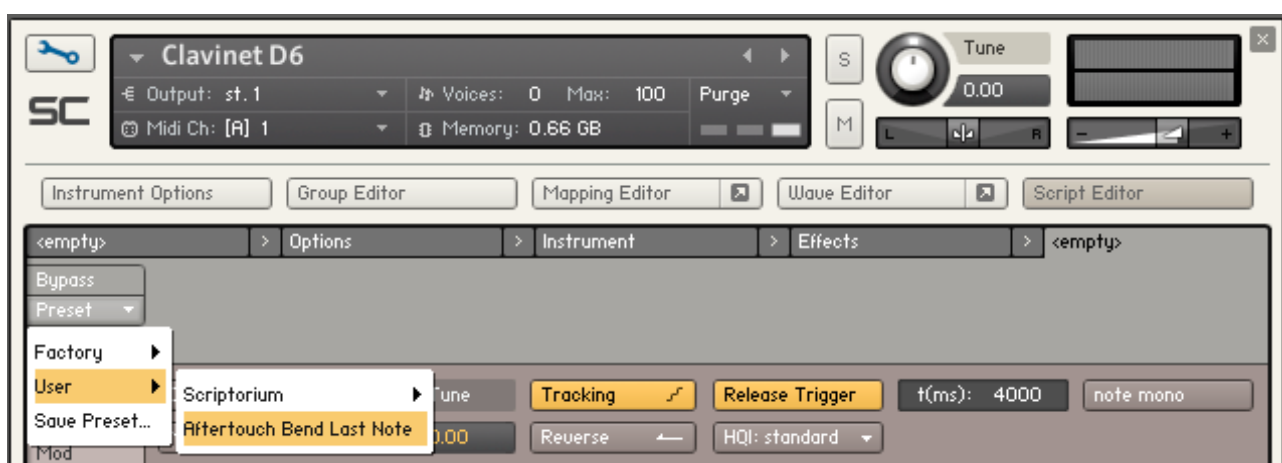 Clavinet D6
Tune
S
Output: st. 1
Voices: 0 Max: 100 Purge
0.00
SC
Midi Ch: [A] 1
Memory: 0.66 GB
M
L R
- +
Instrument Options Group Editor Mapping Editor Wave Editor Script Editor
<empty> > Options > Instrument > Effects > <empty>
Bypass
Preset
Factory
User Scriptorium Tune Tracking Release Trigger t(ms): 4000 note mono
Save Preset... Aftertouch Bend Last Note 0.00 Reverse HQI: standard
Mod